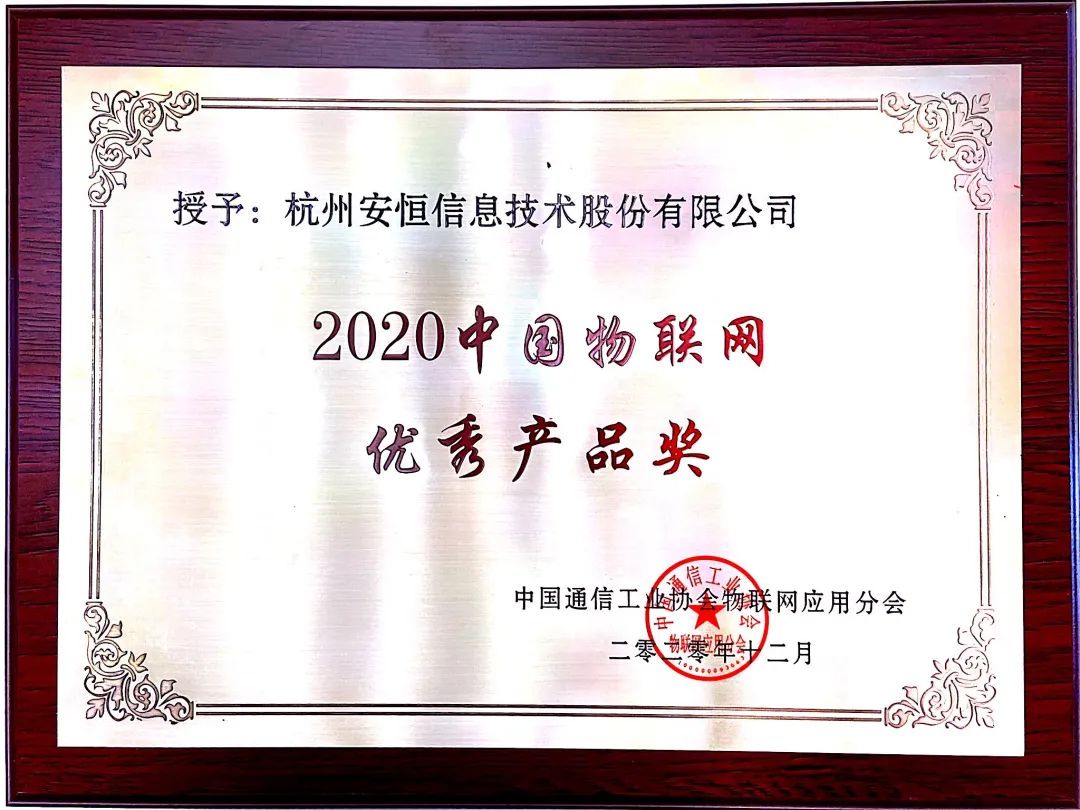 授予：杭州安恒信息技术股份有限公司
2020中国物联网
优秀产品奖
中国通信工业协会物联网应用分会
二零二零年十二月
中国通信工业协会
物联网应用分会